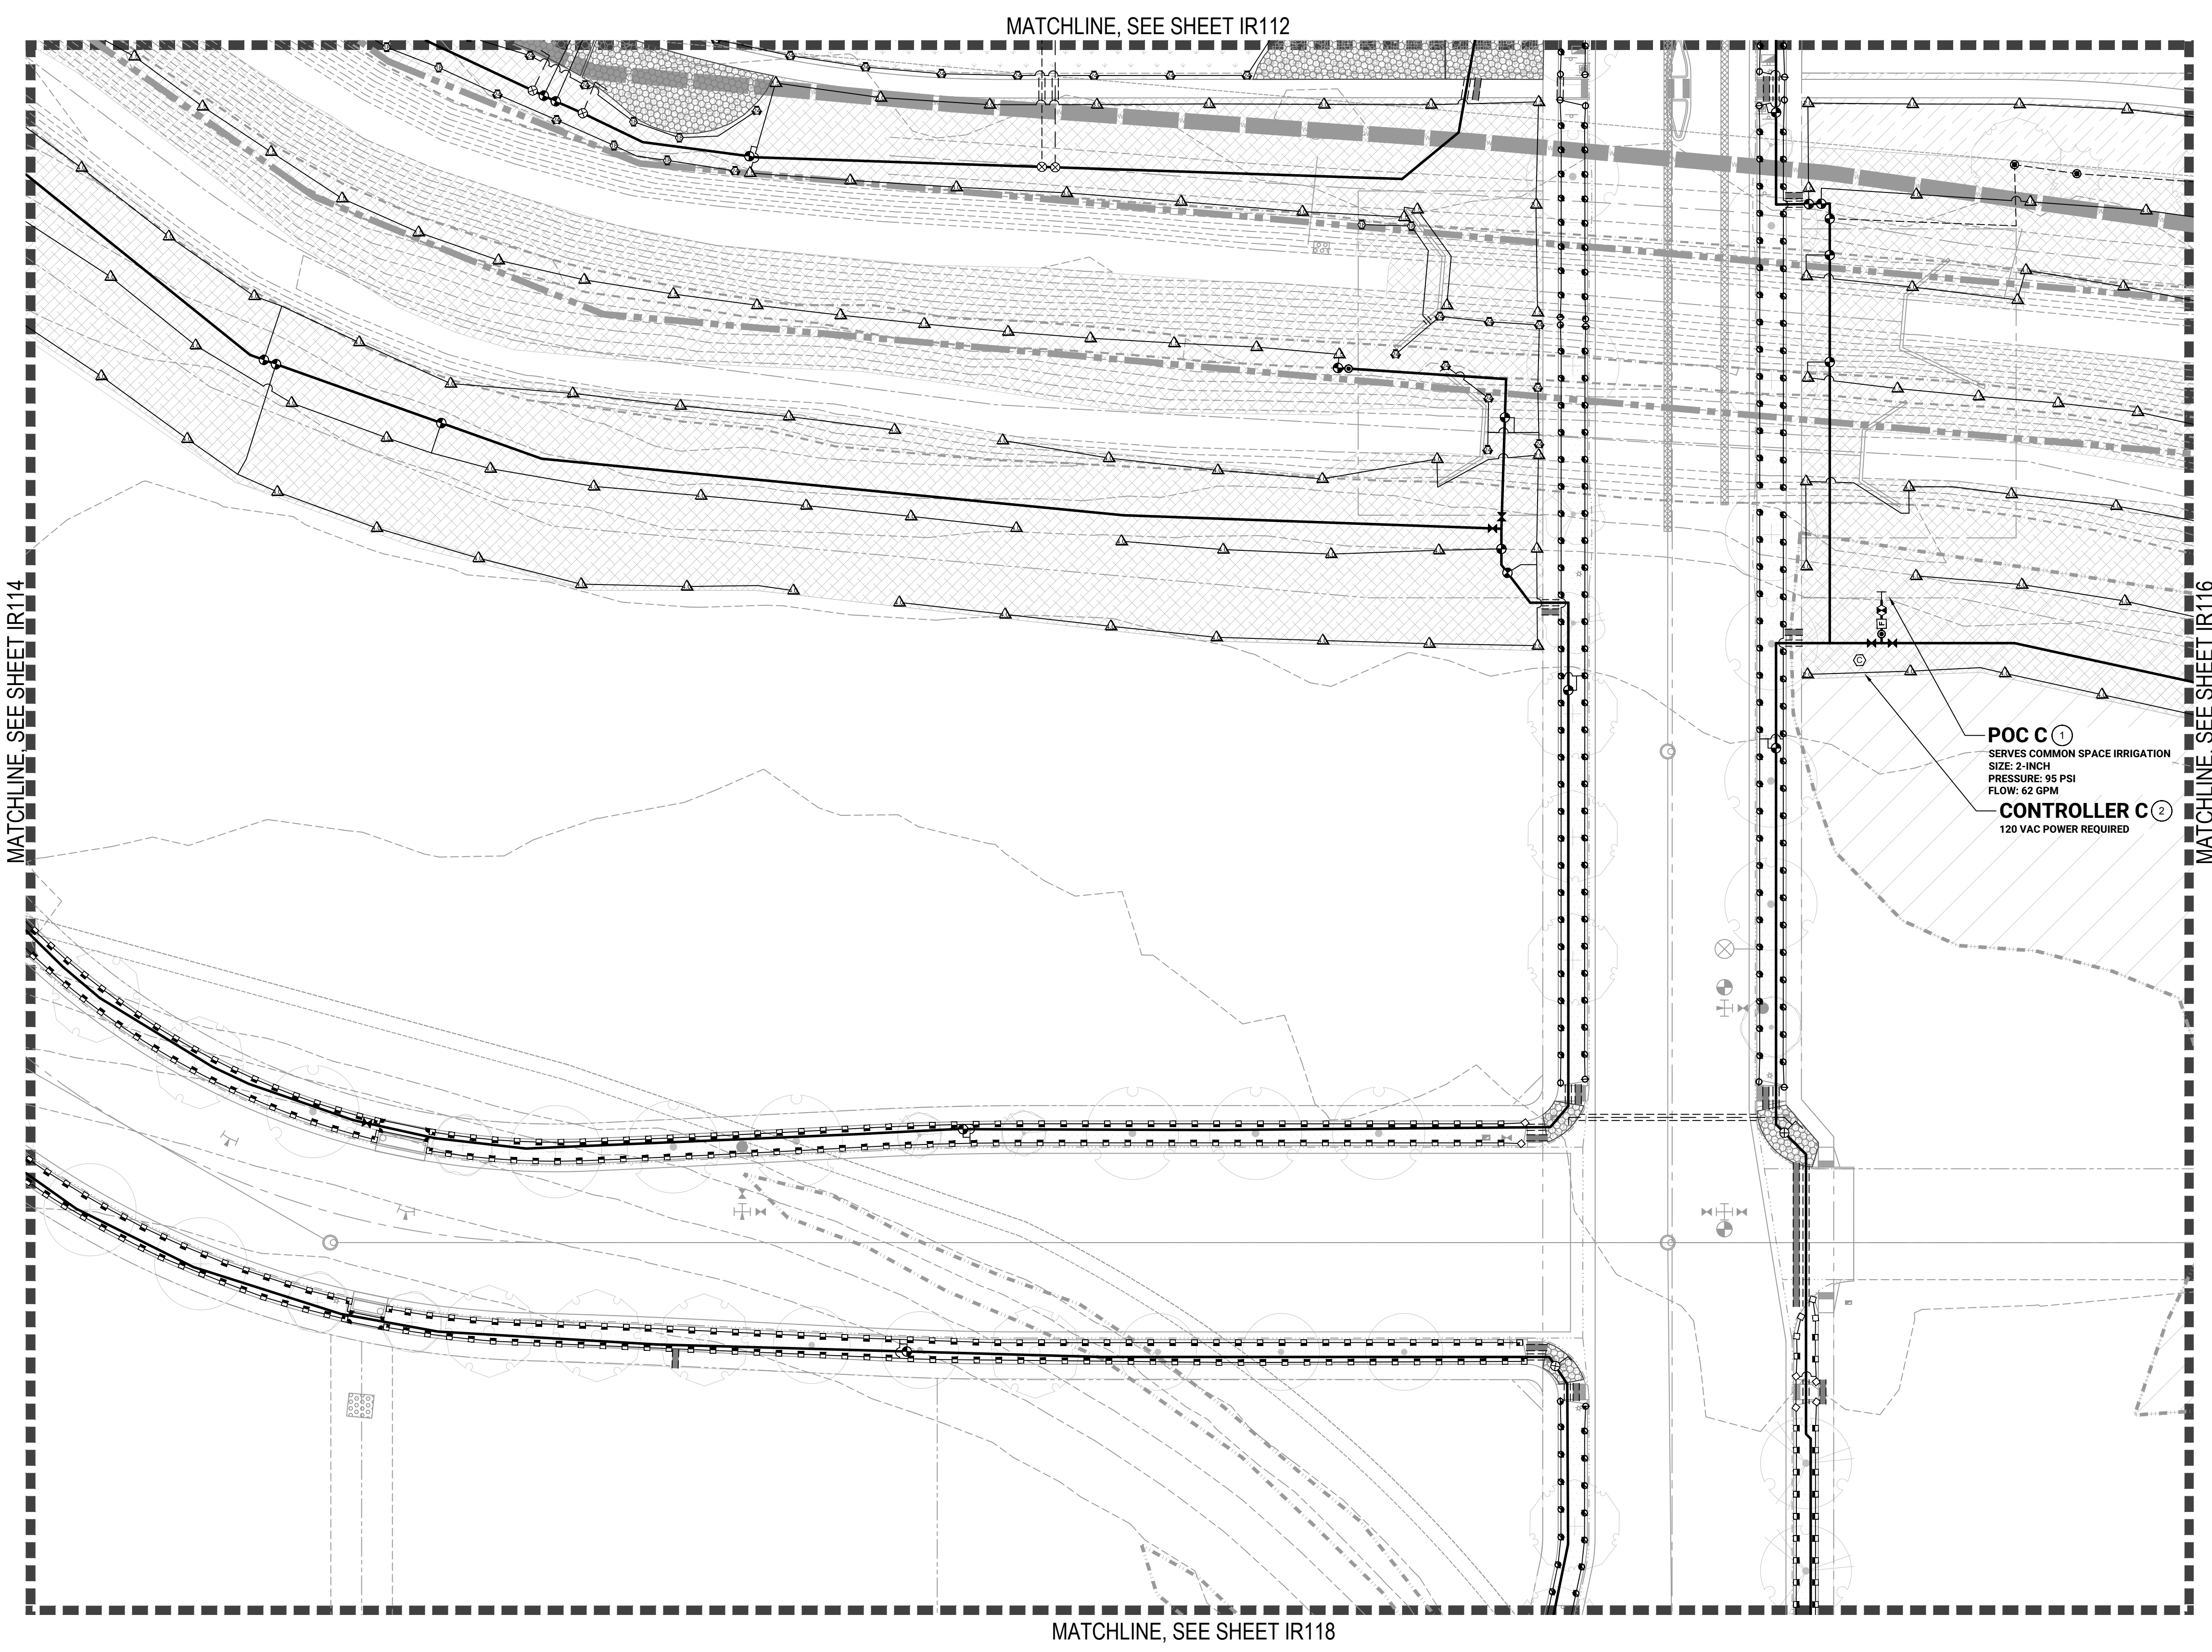 MATCHLINE, SEE SHEET IR112
MATCHLINE, SEE SHEET IR114
MATCHLINE, SEE SHEET IR116
F
C
POC C 1
SERVES COMMON SPACE IRRIGATION
SIZE: 2-INCH
PRESSURE: 95 PSI
FLOW: 62 GPM
CONTROLLER C 2
120 VAC POWER REQUIRED
MATCHLINE, SEE SHEET IR118